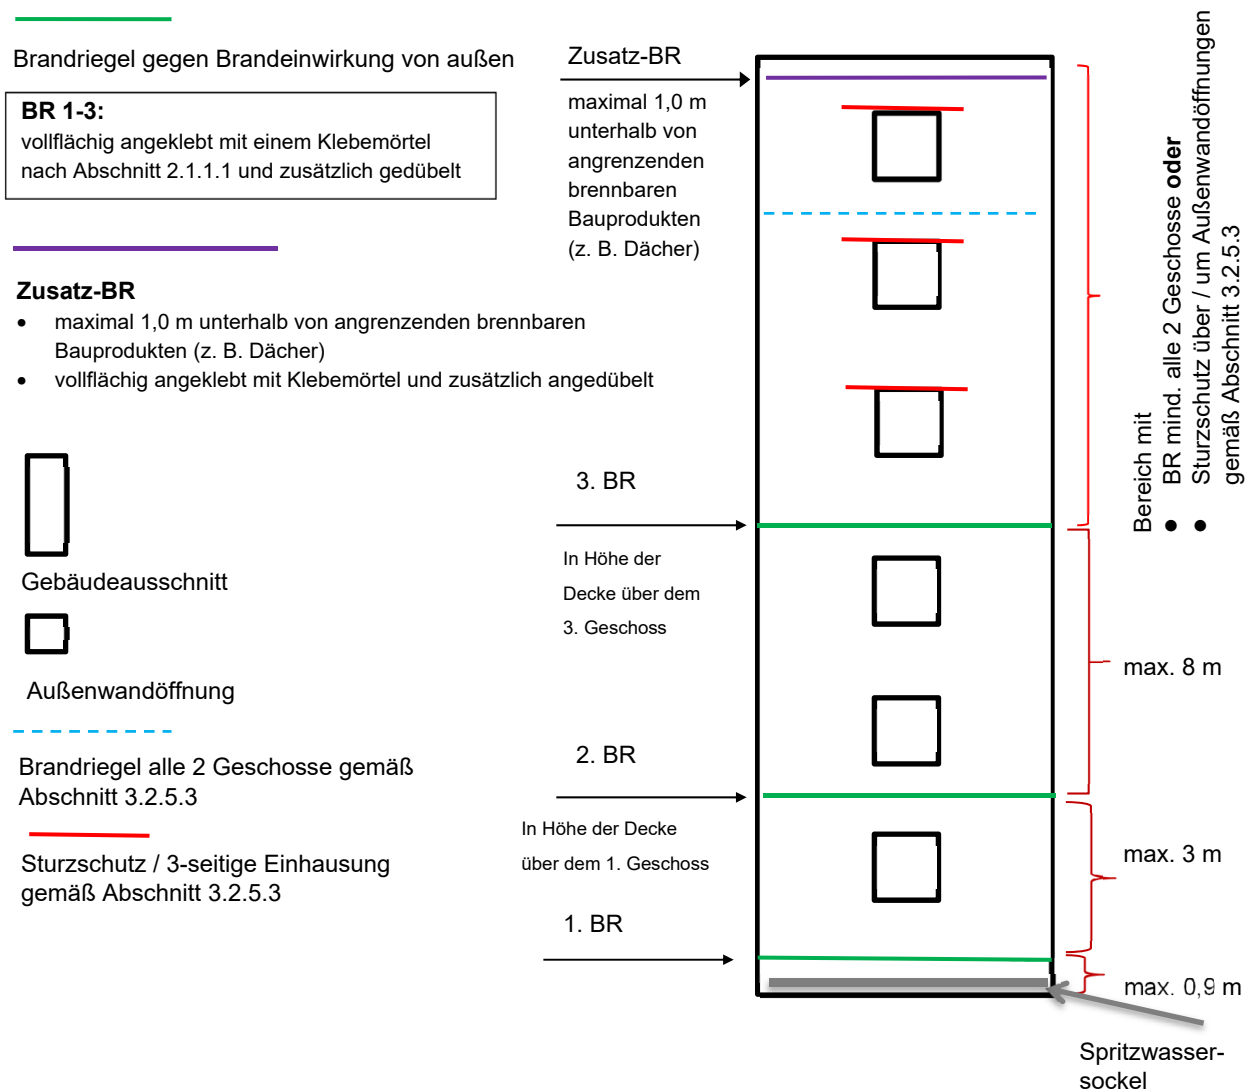 Brandriegel gegen Brandeinwirkung von außen
BR 1-3:
vollflächig angeklebt mit einem Klebemörtel
nach Abschnitt 2.1.1.1 und zusätzlich gedübelt
Zusatz-BR
• maximal 1,0 m unterhalb von angrenzenden brennbaren
Bauprodukten (z. B. Dächer)
• vollflächig angeklebt mit Klebemörtel und zusätzlich angedübelt
Gebäudeausschnitt
Außenwandöffnung
Brandriegel alle 2 Geschosse gemäß
Abschnitt 3.2.5.3
Sturzschutz / 3-seitige Einhausung
gemäß Abschnitt 3.2.5.3
Zusatz-BR
maximal 1,0 m
unterhalb von
angrenzenden
brennbaren
Bauprodukten
(z. B. Dächer)
3. BR
In Höhe der
Decke über dem
3. Geschoss
2. BR
In Höhe der Decke
über dem 1. Geschoss
1. BR
Bereich mit
• BR mind. alle 2 Geschosse oder
• Sturzschutz über / um Außenwandöffnungen
gemäß Abschnitt 3.2.5.3
max. 8 m
max. 3 m
max. 0,9 m
Spritzwasser-
sockel